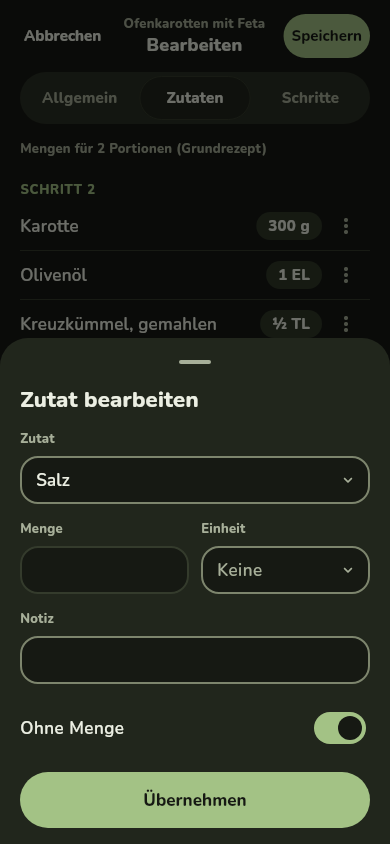 Abbrechen
Ofenkarotten mit Feta
Bearbeiten
Speichern
Allgemein
Zutaten
Schritte
Mengen für 2 Portionen (Grundrezept)
SCHRITT 2
Karotte
300 g
Olivenöl
1 EL
Kreuzkümmel, gemahlen
½ TL
Zutat bearbeiten
Zutat
Salz
Menge
Einheit
Keine
Notiz
Ohne Menge
Übernehmen